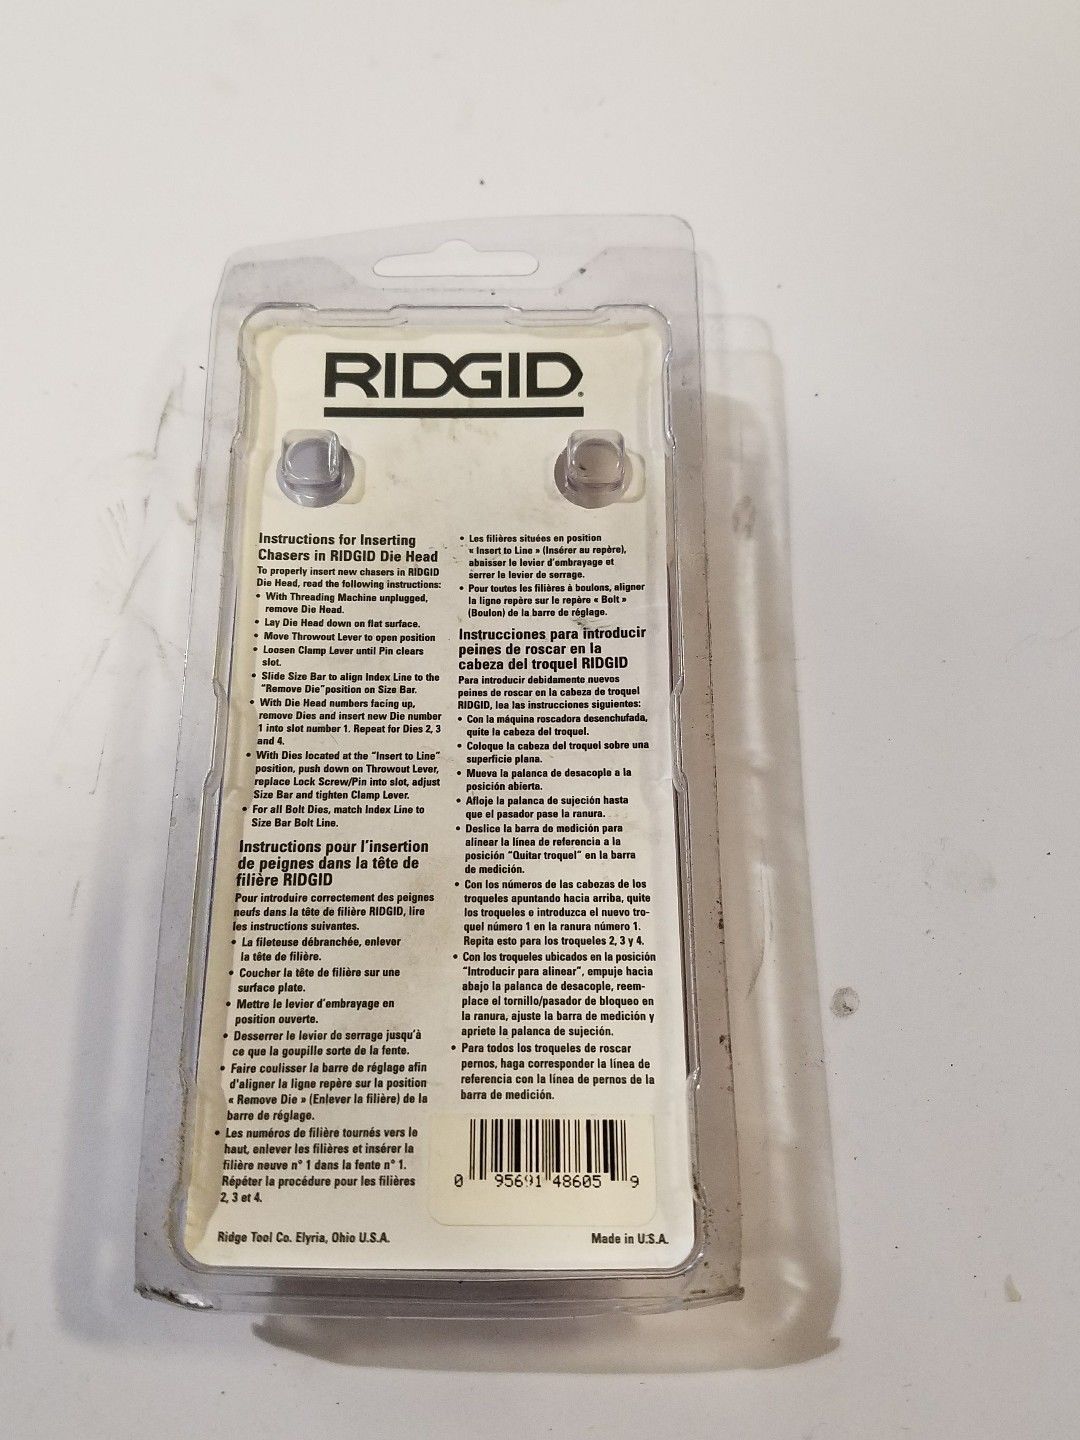 RIDGID®
Instructions for Inserting
Chasers in RIDGID Die Head
To properly insert new chasers in RIDGID
Die Head, read the following instructions:
• With Threading Machine unplugged,
remove Die Head.
• Lay Die Head down on flat surface.
• Move Throwout Lever to open position
• Loosen Clamp Lever until Pin clears
slot.
• Slide Size Bar to align Index Line to the
"Remove Die"position on Size Bar.
• With Die Head numbers facing up,
remove Dies and insert new Die number
1 into slot number 1. Repeat for Dies 2, 3
and 4.
• With Dies located at the "Insert to Line"
position, push down on Throwout Lever,
replace Lock Screw/Pin into slot, adjust
Size Bar and tighten Clamp Lever.
• For all Bolt Dies, match Index Line to
Size Bar Bolt Line.
Instructions pour l'insertion
de peignes dans la tête de
filière RIDGID
Pour introduire correctement des peignes
neufs dans la tête de filière RIDGID, lire
les instructions suivantes.
• La fileteuse débranchée, enlever
la tête de filière.
• Coucher la tête de filière sur une
surface plate.
• Mettre le levier d'embrayage en
position ouverte.
• Desserrer le levier de serrage jusqu'à
ce que la goupille sorte de la fente.
• Faire coulisser la barre de réglage afin
d'aligner la ligne repère sur la position
« Remove Die » (Enlever la filière) de la
barre de réglage.
• Les numéros de filière tournés vers le
haut, enlever les filières et insérer la
filière neuve n° 1 dans la fente n° 1.
Répéter la procédure pour les filières
2, 3 et 4.
• Les filières situées en position
« Insert to Line » (Insérer au repère),
abaisser le levier d'embrayage et
serrer le levier de serrage.
• Pour toutes les filières à boulons, aligner
la ligne repère sur le repère « Bolt »
(Boulon) de la barre de réglage.
Instrucciones para introducir
peines de roscar en la
cabeza del troquel RIDGID
Para introducir debidamente nuevos
peines de roscar en la cabeza de troquel
RIDGID, lea las instrucciones siguientes:
• Con la máquina roscadora desenchufada,
quite la cabeza del troquel.
• Coloque la cabeza del troquel sobre una
superficie plana.
• Mueva la palanca de desacople a la
posición abierta.
• Afloje la palanca de sujeción hasta
que el pasador pase la ranura.
• Deslice la barra de medición para
alinear la línea de referencia a la
posición "Quitar troquel" en la barra
de medición.
• Con los números de las cabezas de los
troqueles apuntando hacia arriba, quite
los troqueles e introduzca el nuevo tro-
quel número 1 en la ranura número 1.
Repita esto para los troqueles 2, 3 y 4.
• Con los troqueles ubicados en la posición
"Introducir para alinear", empuje hacia
abajo la palanca de desacople, reem-
place el tornillo/pasador de bloqueo en
la ranura, ajuste la barra de medición y
apriete la palanca de sujeción.
• Para todos los troqueles de roscar
pernos, haga corresponder la línea de
referencia con la línea de pernos de la
barra de medición.
0 95691 48605 9
Ridge Tool Co. Elyria, Ohio U.S.A.
Made in U.S.A.